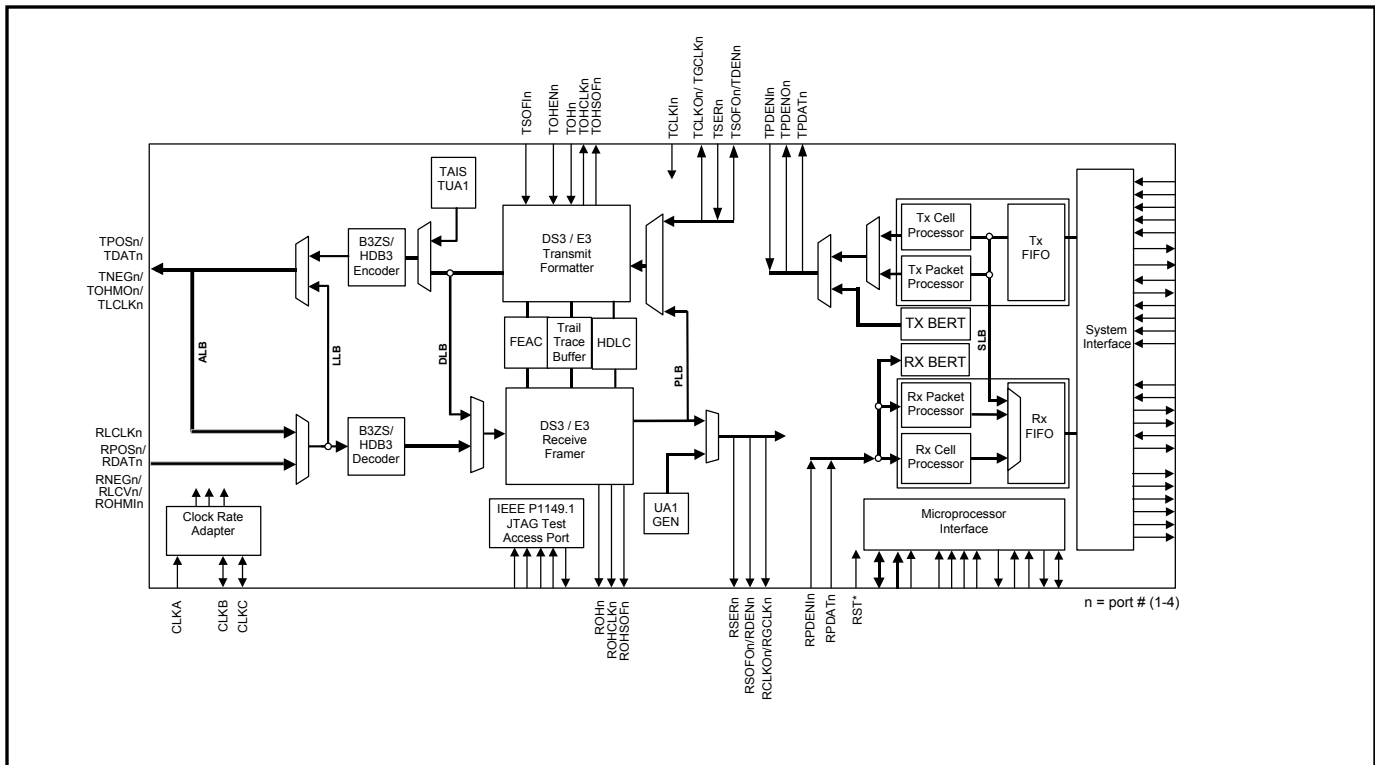 TSOFIn
TOHENn
TOHn
TOHCLKn
TOHSOFn
TCLKIn
TCLKOn/ TGCLKn
TSERn
TSOFOn/TDENn
TPDENIn
TPDENOn
TPDATn
TAIS
TUA1
TPOSn/
TDATn
TNEGn/
TOHMOn/
TLCLKn
B3ZS/
HDB3
Encoder
DS3 / E3
Transmit
Formatter
Tx Cell
Processor
Tx Packet
Processor
Tx
FIFO
TX BERT
RX BERT
System
Interface
FEAC
Trail
Trace
Buffer
HDLC
ALB
LLB
DLB
PLB
SLB
RLCLKn
RPOSn/
RDATn
RNEGn/
RLCVn/
ROHMIn
B3ZS/
HDB3
Decoder
DS3 / E3
Receive
Framer
Rx Packet
Processor
Rx Cell
Processor
Rx
FIFO
Clock Rate
Adapter
IEEE P1149.1
JTAG Test
Access Port
UA1
GEN
Microprocessor
Interface
CLKA
CLKB
CLKC
ROHn
ROHCLKn
ROHSOFn
RSERn
RSOFOn/RDENn
RCLKOn/RGCLKn
RPDENIn
RPDATn
RST*
n = port # (1-4)